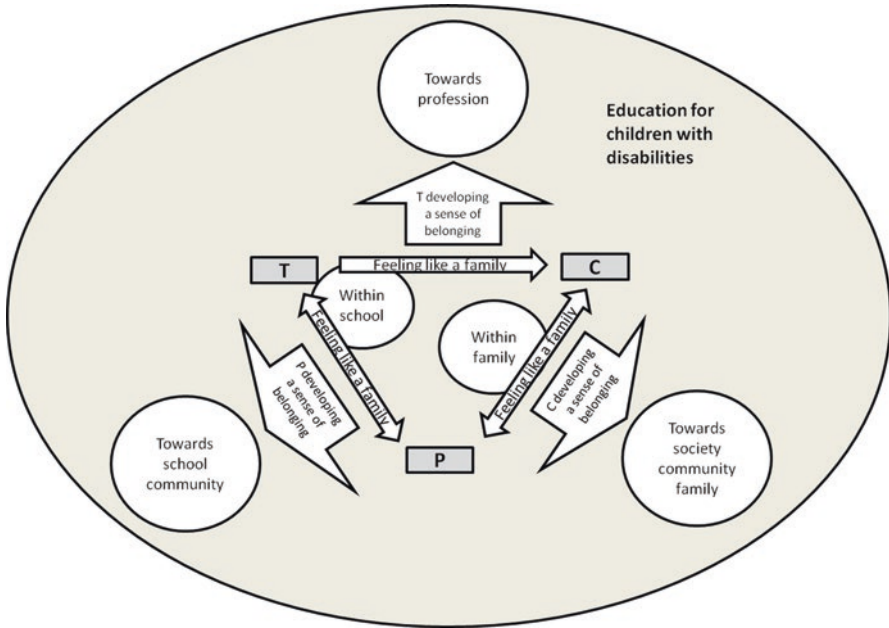 Towards
profession
Education for
children with
disabilities
T developing
a sense of
belonging
T
Feeling like a family
C
Within
school
Feeling like a family
Within
family
Feeling like a family
P developing
a sense of
belonging
C developing
a sense of
belonging
Towards
school
community
P
Towards
society
community
family